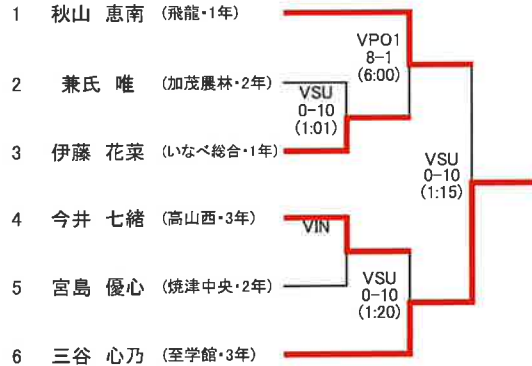 1 秋山 恵南 (飛龍・1年)
VPO1
8-1
(6:00)
2 兼氏 唯 (加茂農林・2年)
VSU
0-10
(1:01)
3 伊藤 花菜 (いなべ総合・1年)
VSU
0-10
(1:15)
4 今井 七緒 (高山西・3年)
VIN
5 宮島 優心 (焼津中央・2年)
VSU
0-10
(1:20)
6 三谷 心乃 (至学館・3年)